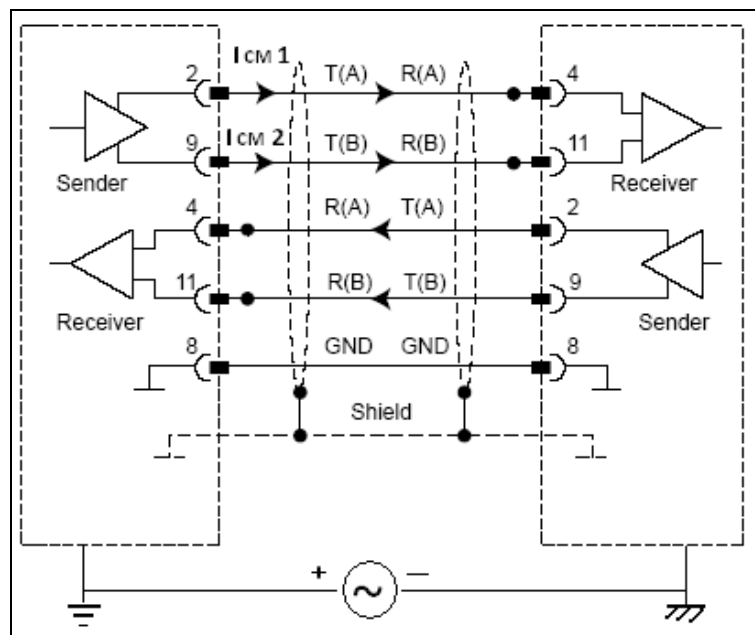 I CM 1 T(A) R(A)
2 4
I CM 2 T(B) R(B)
9 11
Sender Receiver
4 R(A) T(A) 2
11 R(B) T(B) 9
Receiver Sender
8 GND GND 8
Shield
+ ~ —